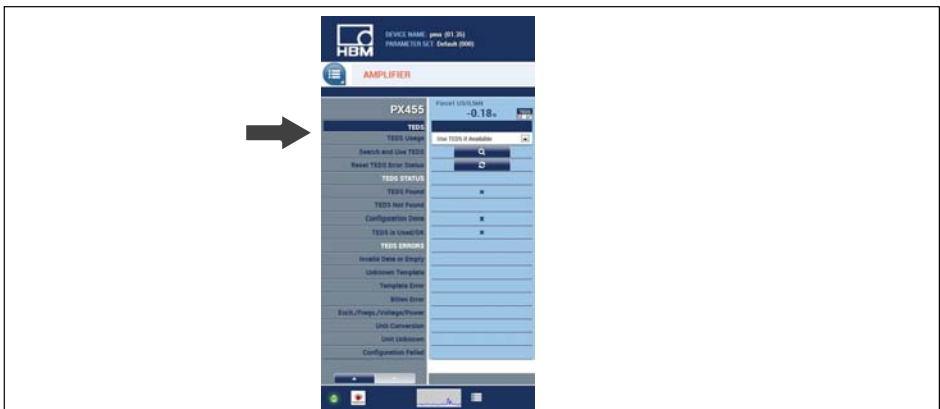 HBM
DEVICE NAME: pmx (01.35)
PARAMETER SET: Default (000)
AMPLIFIER
PX455
-0.18
TEDS
TEDS Usage
Use TEDS if Available
Search and Use TEDS
Reset TEDS Error Status
TEDS STATUS
TEDS Found
x
TEDS Not Found
Configuration Done
x
TEDS is Used/OK
x
TEDS ERRORS
Invalid Data or Empty
Unknown Template
Template Error
Bitlen Error
Excit./Frequ./Voltage/Power
Unit Conversion
Unit Unknown
Configuration Failed